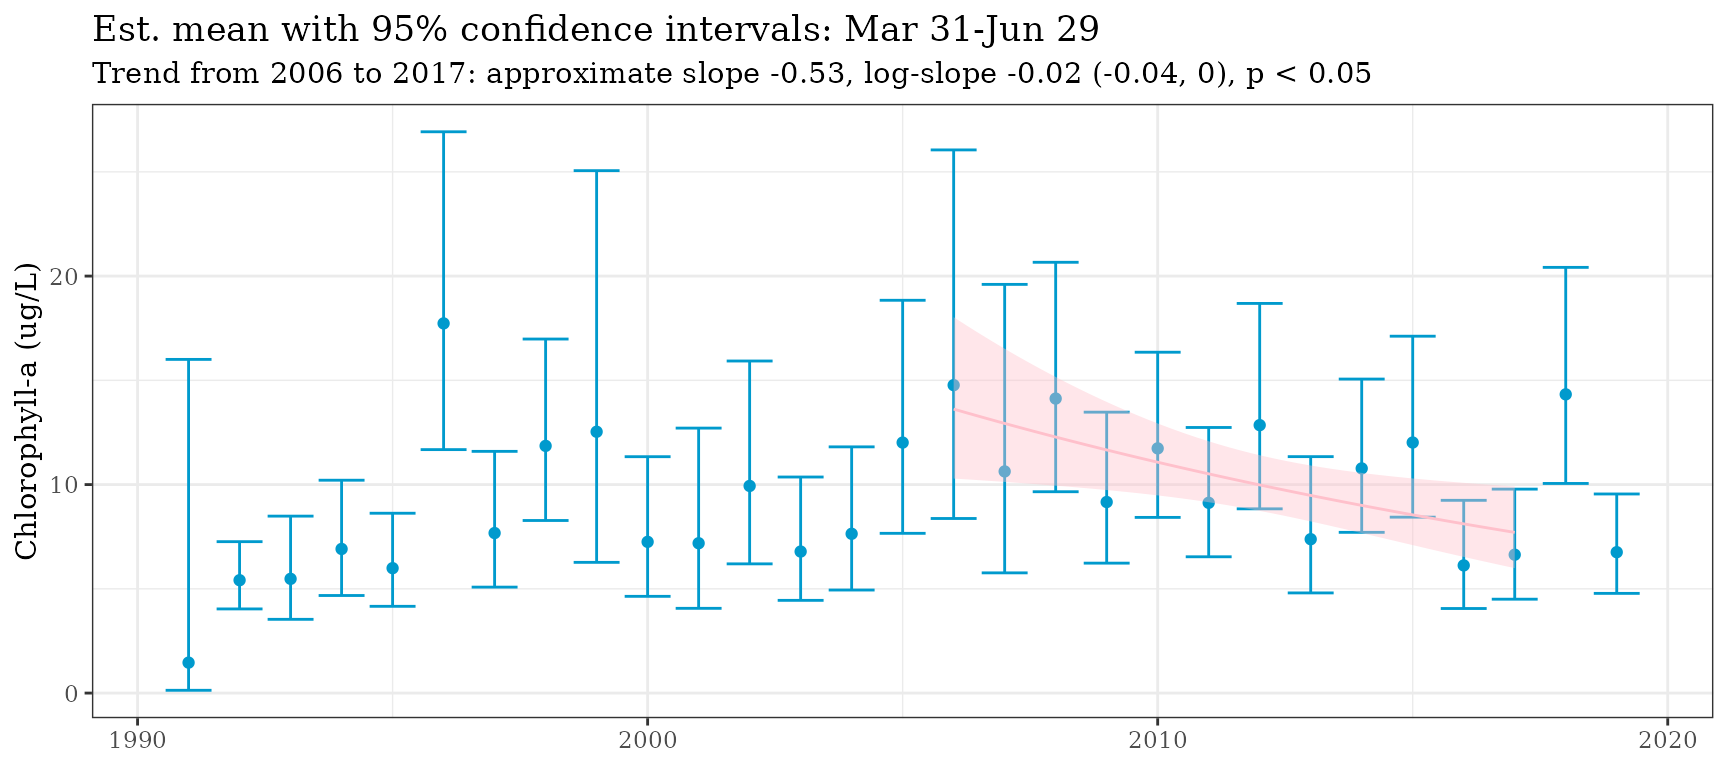 Est. mean with 95% confidence intervals: Mar 31-Jun 29
Trend from 2006 to 2017: approximate slope -0.53, log-slope -0.02 (-0.04, 0), p < 0.05
Chlorophyll-a (ug/L)
20
10
0
1990
2000
2010
2020